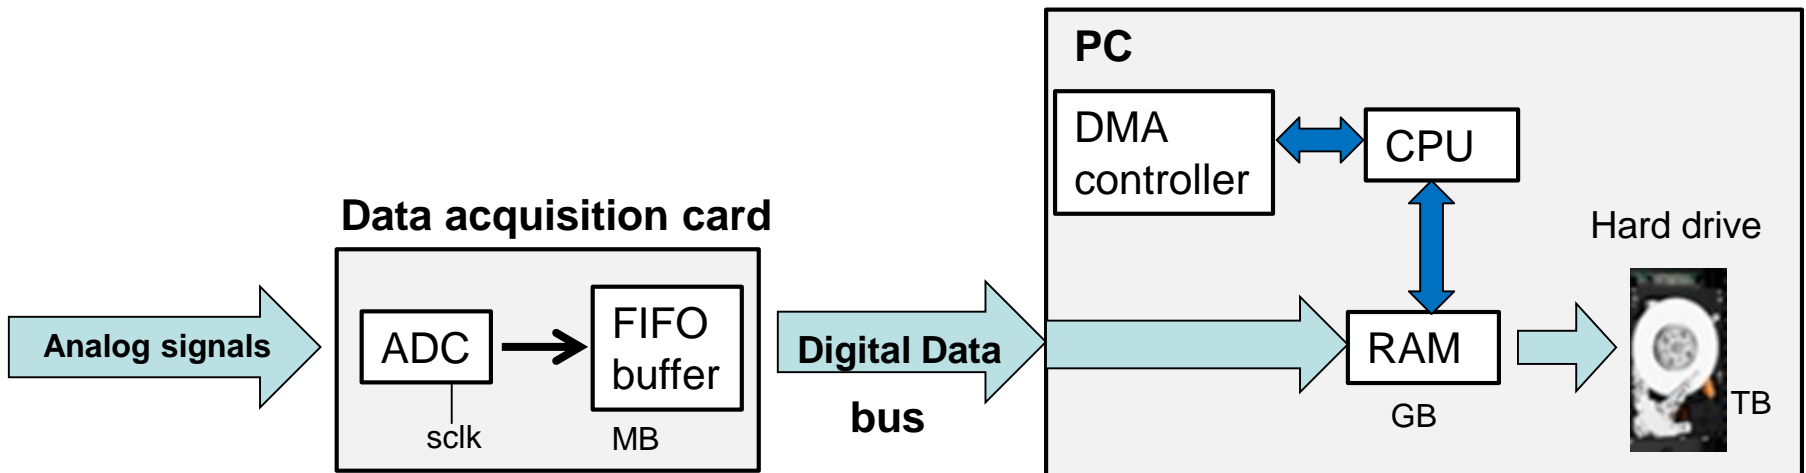 PC
DMA
controller
CPU
Data acquisition card
Hard drive
Analog signals
ADC
FIFO
buffer
Digital Data
bus
RAM
sclk
MB
GB
TB